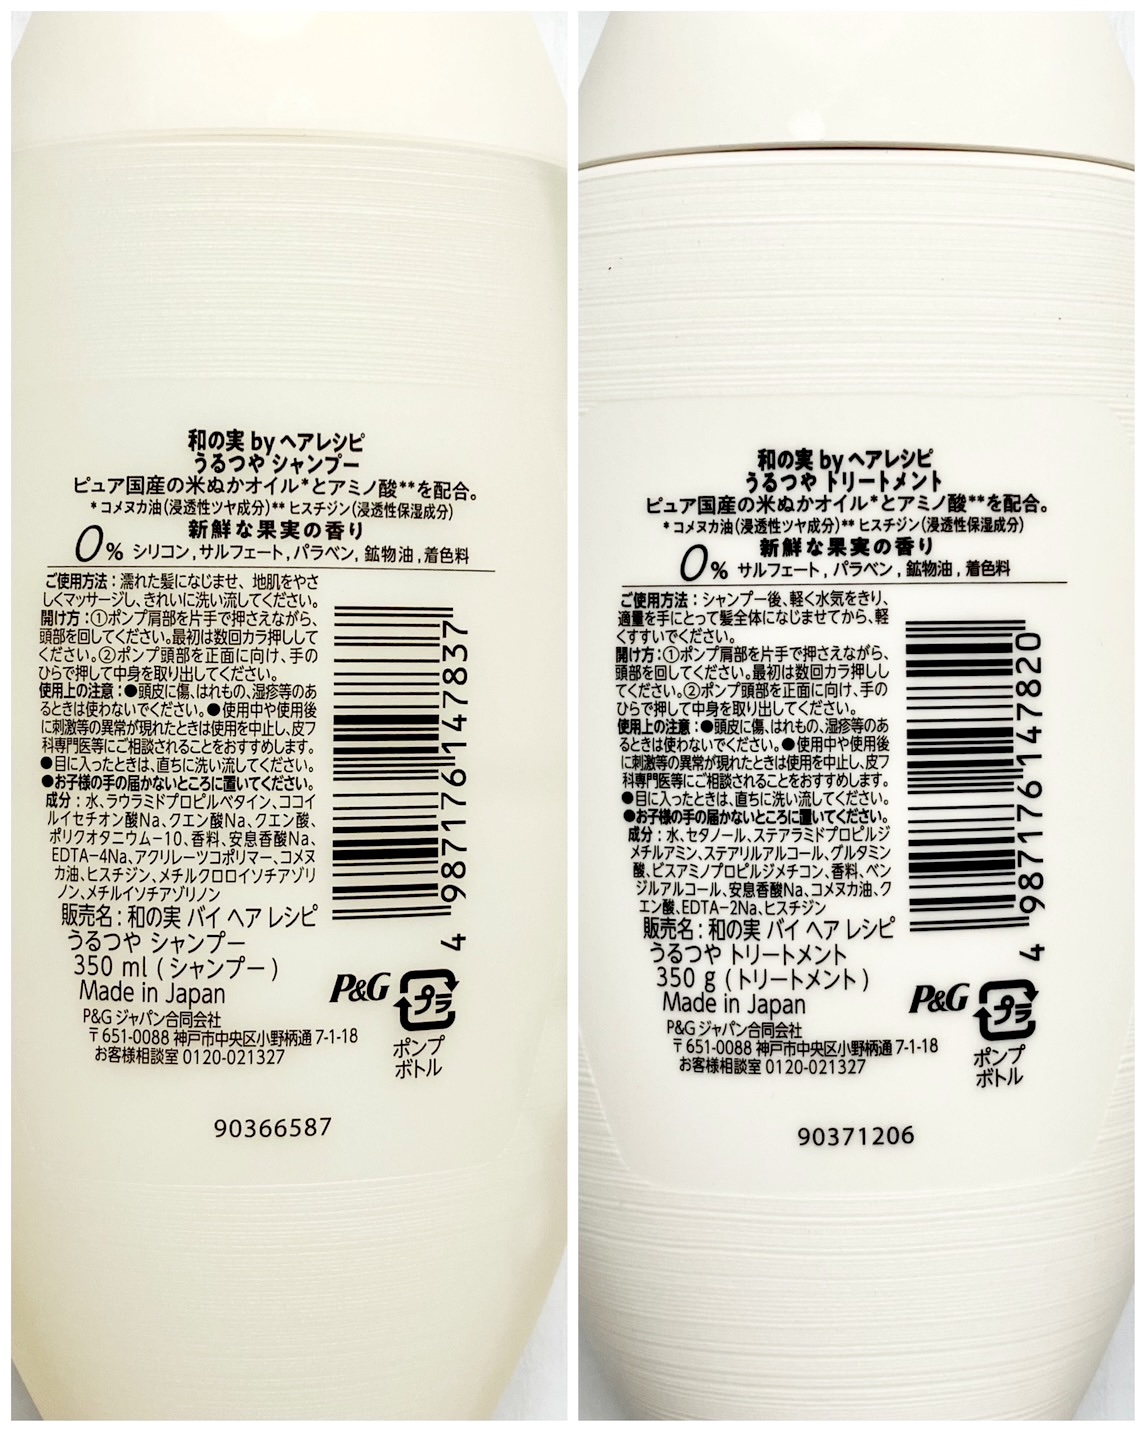 和の実 by ヘアレシピ
うるつや シャンプー
ピュア国産の米ぬかオイル*とアミノ酸**を配合。
*コメヌカ油(浸透性ツヤ成分)** ヒスチジン(浸透性保湿成分)
新鮮な果実の香り
0% シリコン,サルフェート,パラベン,鉱物油,着色料
ご使用方法:濡れた髪になじませ、地肌をやさ
しくマッサージし、きれいに洗い流してください。
開け方:①ポンプ肩部を片手で押さえながら、
頭部を回してください。最初は数回カラ押しして
ください。②ポンプ頭部を正面に向け、手の
ひらで押して中身を取り出してください。
使用上の注意:●頭皮に傷、はれもの、湿疹等のあ
るときは使わないでください。●使用中や使用後
に刺激等の異常が現れたときは使用を中止し、皮フ
科専門医等にご相談されることをおすすめします。
●目に入ったときは、直ちに洗い流してください。
●お子様の手の届かないところに置いてください。
成分:水、ラウラミドプロピルベタイン、ココイ
ルイセチオン酸Na、クエン酸Na、クエン酸、
ポリクオタニウム−10、香料、安息香酸Na、
EDTA−4Na、アクリレーツコポリマー、コメヌ
カ油、ヒスチジン、メチルクロロイソチアゾリ
ノン、メチルイソチアゾリノン
販売名:和の実 バイ ヘア レシピ
うるつや シャンプー
350 ml (シャンプー)
Made in Japan
P&G ジャパン合同会社
〒651-0088 神戸市中央区小野柄通 7-1-18
お客様相談室 0120-021327
4 987176 147837
P&G
プラ
ポンプ
ボトル
90366587
和の実 by ヘアレシピ
うるつや トリートメント
ピュア国産の米ぬかオイル*とアミノ酸**を配合。
*コメヌカ油(浸透性ツヤ成分)** ヒスチジン(浸透性保湿成分)
新鮮な果実の香り
0% サルフェート,パラベン,鉱物油,着色料
ご使用方法:シャンプー後、軽く水気をきり、
適量を手にとって髪全体になじませてから、軽
くすすいでください。
開け方:①ポンプ肩部を片手で押さえながら、
頭部を回してください。最初は数回カラ押しし
てください。②ポンプ頭部を正面に向け、手の
ひらで押して中身を取り出してください。
使用上の注意:●頭皮に傷、はれもの、湿疹等のあ
るときは使わないでください。●使用中や使用後
に刺激等の異常が現れたときは使用を中止し、皮フ
科専門医等にご相談されることをおすすめします。
●目に入ったときは、直ちに洗い流してください。
●お子様の手の届かないところに置いてください。
成分:水、セタノール、ステアラミドプロピルジ
メチルアミン、ステアリルアルコール、グルタミン
酸、ビスアミノプロピルジメチコン、香料、ベン
ジルアルコール、安息香酸Na、コメヌカ油、ク
エン酸、EDTA−2Na、ヒスチジン
販売名:和の実 バイ ヘア レシピ
うるつや トリートメント
350 g (トリートメント)
Made in Japan
P&G ジャパン合同会社
〒651-0088 神戸市中央区小野柄通 7-1-18
お客様相談室 0120-021327
4 987176 147820
P&G
プラ
ポンプ
ボトル
90371206